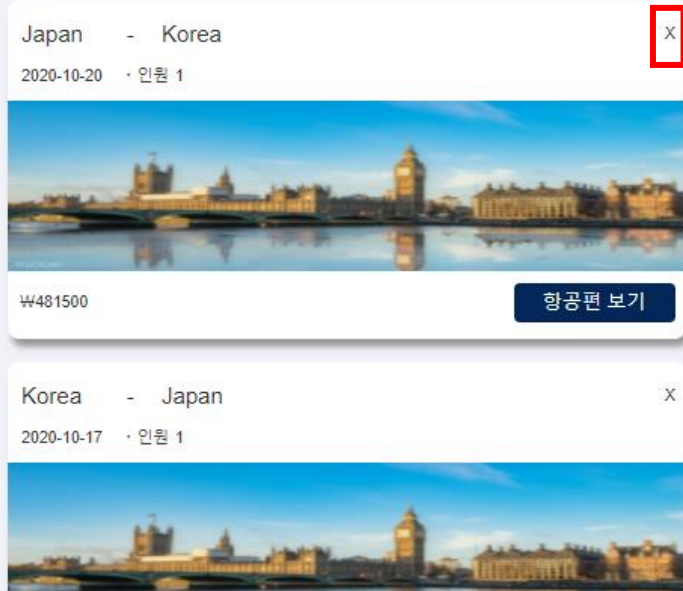 Japan - Korea X
2020-10-20 · 인원 1
₩481500 항공편 보기
Korea - Japan X
2020-10-17 · 인원 1